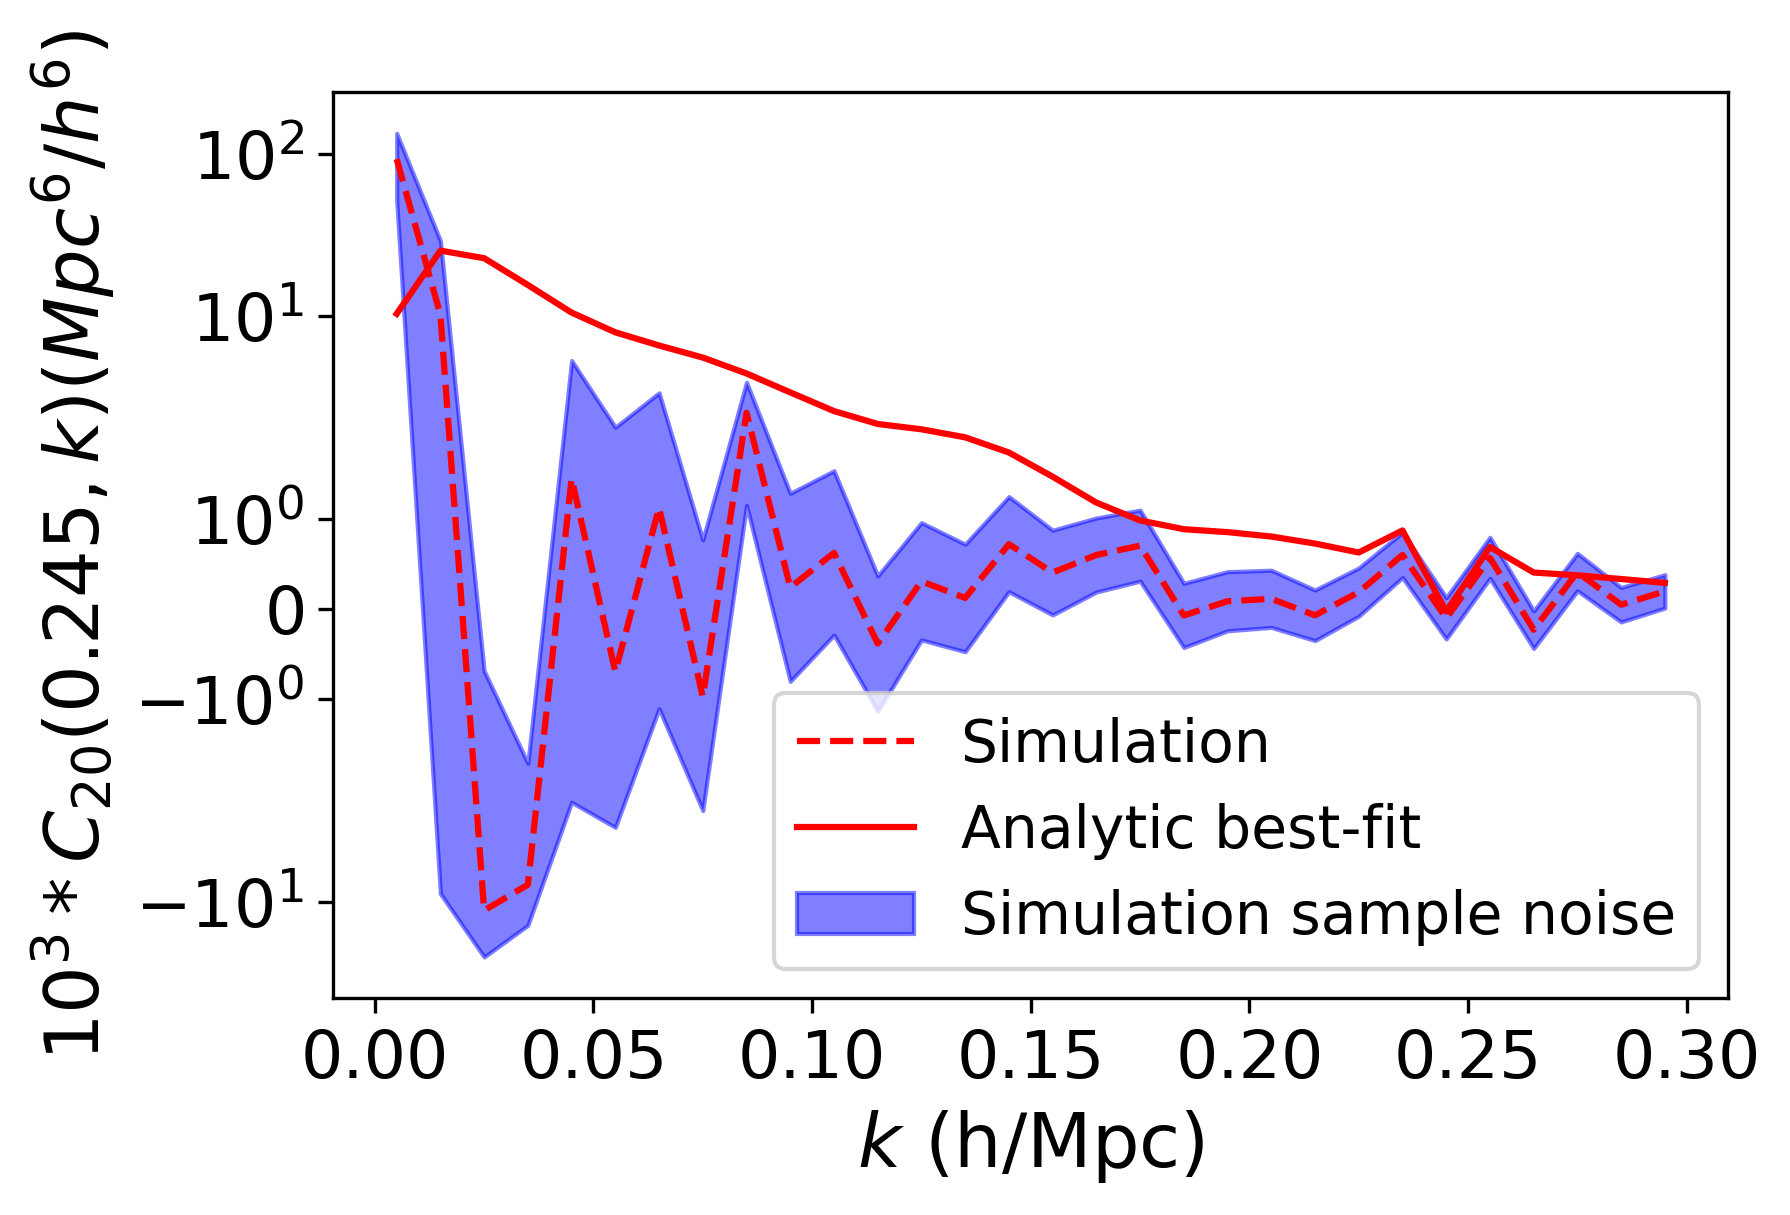 10³ * C₂₀(0.245, k)(Mpc⁶/h⁶)
10²
10¹
10⁰
0
−10⁰
−10¹
Simulation
Analytic best-fit
Simulation sample noise
0.00 0.05 0.10 0.15 0.20 0.25 0.30
k (h/Mpc)